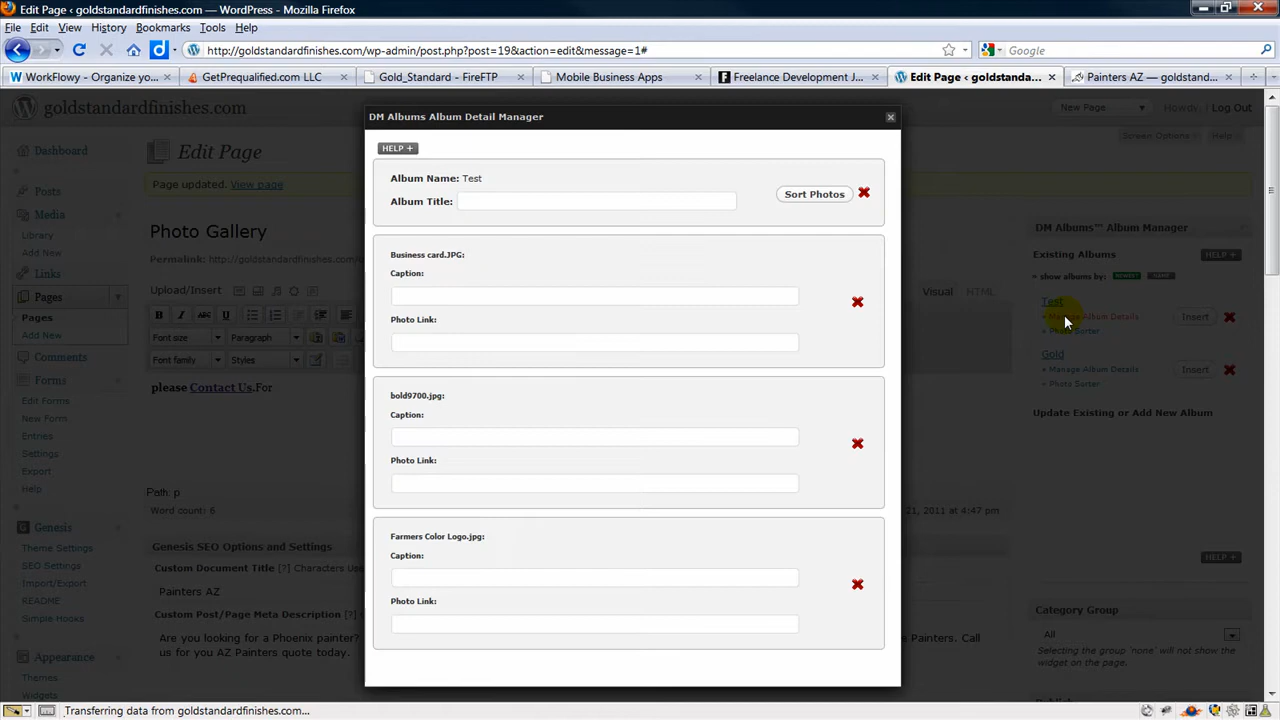 Edit Page ‹ goldstandardfinishes.com — WordPress - Mozilla Firefox
File Edit View History Bookmarks Tools Help
http://goldstandardfinishes.com/wp-admin/post.php?post=19&action=edit&message=1#
Google
WorkFlowy - Organize yo...
GetPrequalified.com LLC
Gold_Standard - FireFTP
Mobile Business Apps
Freelance Development J...
Edit Page ‹ goldstanda...
Painters AZ — goldstand...
goldstandardfinishes.com
New Page:
Howdy,
Log Out
Screen Options
Help
Dashboard
Posts
Media
Library
Add New
Links
Pages
Pages
Add New
Comments
Forms
Edit Forms
New Form
Entries
Settings
Export
Help
Genesis
Theme Settings
SEO Settings
Import/Export
README
Simple Hooks
Appearance
Themes
Widgets
Edit Page
Page updated. View page
Photo Gallery
Permalink: http://goldstandardfinishes.com/
Upload/Insert
Visual
HTML
B
Font size
Paragraph
Font family
Styles
please Contact Us.For
Path: p
Word count: 6
21, 2011 at 4:47 pm
Genesis SEO Options and Settings
Custom Document Title [?] Characters Us
Painters AZ
Custom Post/Page Meta Description [?]
Are you looking for a Phoenix painter?
s Painters. Call
us for you AZ Painters quote today.
DM Albums Album Detail Manager
HELP +
Album Name: Test
Album Title:
Sort Photos
Business card.JPG:
Caption:
Photo Link:
bold9700.jpg:
Caption:
Photo Link:
Farmers Color Logo.jpg:
Caption:
Photo Link:
DM Albums™ Album Manager
Existing Albums
HELP +
show albums by:
NEWEST
NAME
Test
Manage Album Details
Photo Sorter
Insert
Gold
Manage Album Details
Photo Sorter
Insert
Update Existing or Add New Album
HELP +
Category Group
All
Selecting the group 'none' will not show the
widget on the page.
Transferring data from goldstandardfinishes.com...